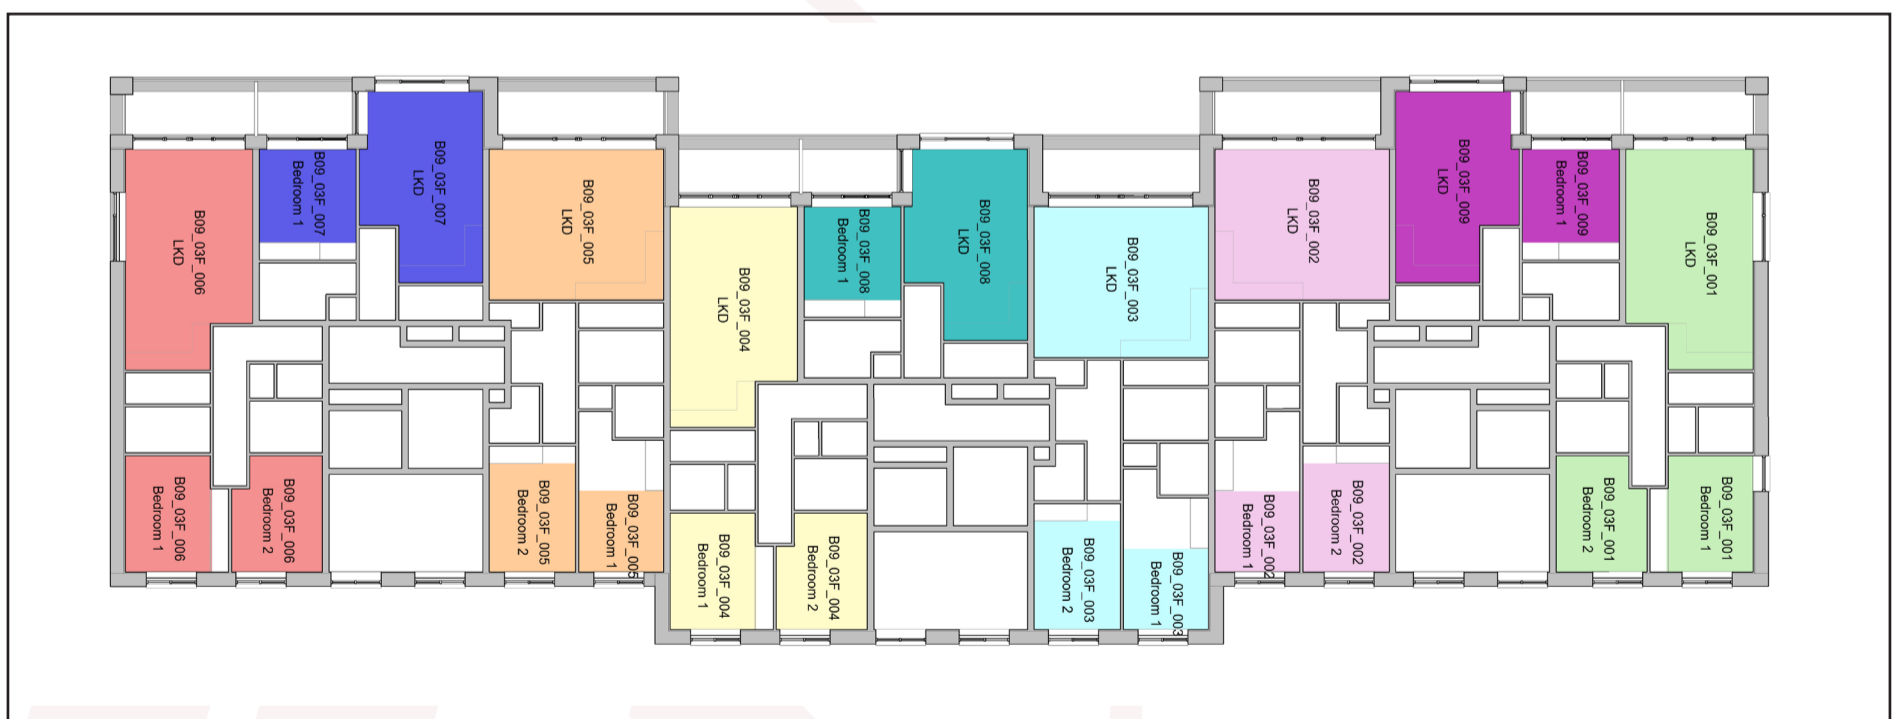 B09_03F_006
LKD
B09_03F_007
Bedroom 1
B09_03F_007
LKD
B09_03F_005
LKD
B09_03F_004
LKD
B09_03F_008
Bedroom 1
B09_03F_008
LKD
B09_03F_003
LKD
B09_03F_002
LKD
B09_03F_009
LKD
B09_03F_009
Bedroom 1
B09_03F_001
LKD
B09_03F_006
Bedroom 1
B09_03F_006
Bedroom 2
B09_03F_005
Bedroom 2
B09_03F_005
Bedroom 1
B09_03F_004
Bedroom 1
B09_03F_004
Bedroom 2
B09_03F_003
Bedroom 2
B09_03F_003
Bedroom 1
B09_03F_002
Bedroom 1
B09_03F_002
Bedroom 2
B09_03F_001
Bedroom 2
B09_03F_001
Bedroom 1